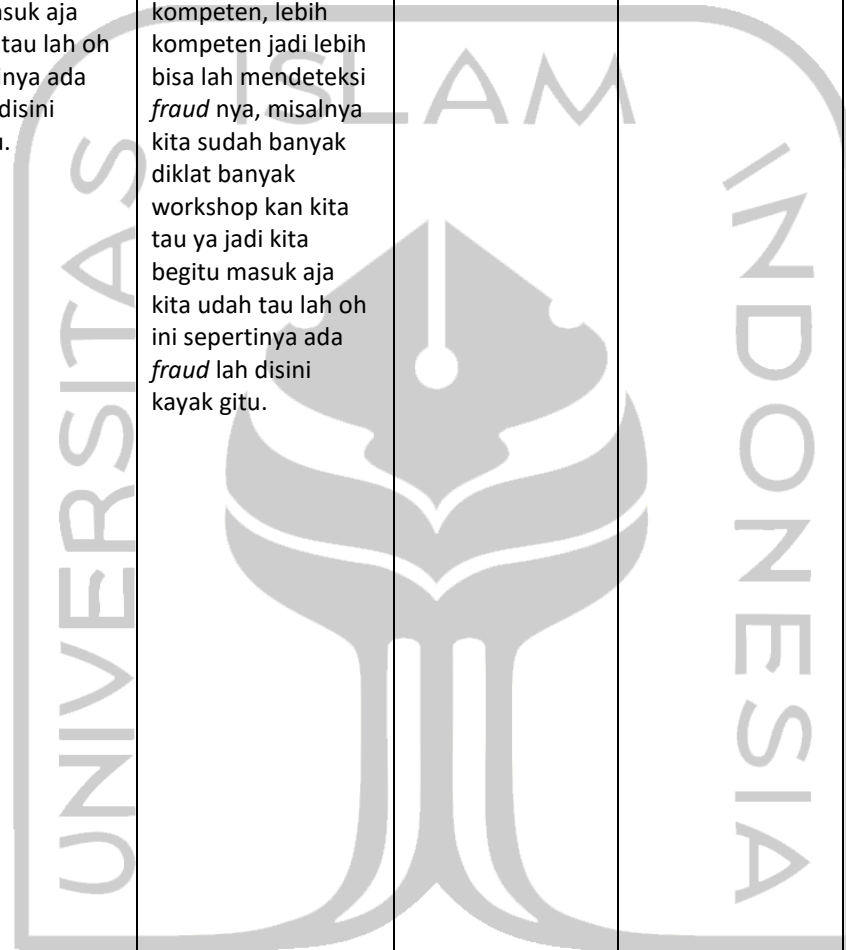 asuk aja
tau lah oh
inya ada
disini
u.
kompeten, lebih
kompeten jadi lebih
bisa lah mendeteksi
fraud nya, misalnya
kita sudah banyak
diklat banyak
workshop kan kita
tau ya jadi kita
begitu masuk aja
kita udah tau lah oh
ini sepertinya ada
fraud lah disini
kayak gitu.
UNIVERSITAS
ISLAM
INDONESIA